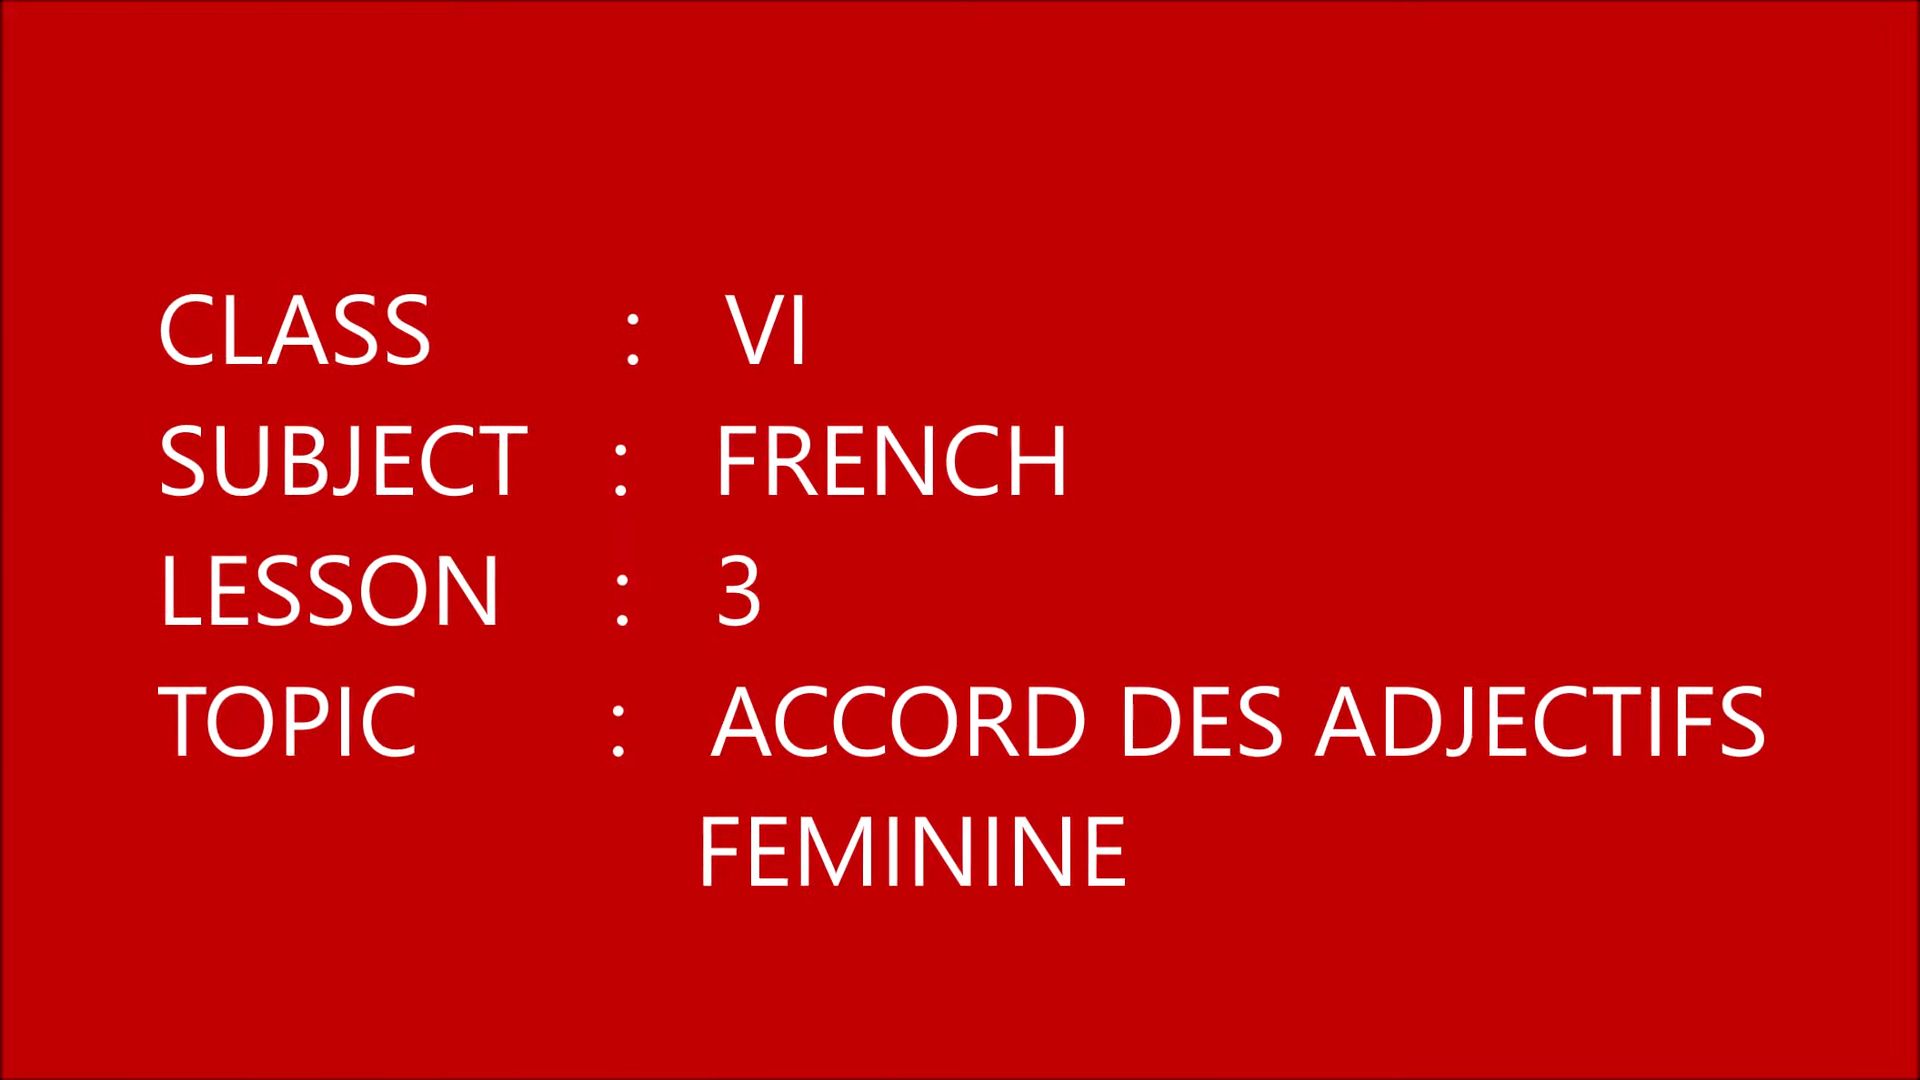 CLASS : VI
SUBJECT : FRENCH
LESSON : 3
TOPIC : ACCORD DES ADJECTIFS
FEMININE